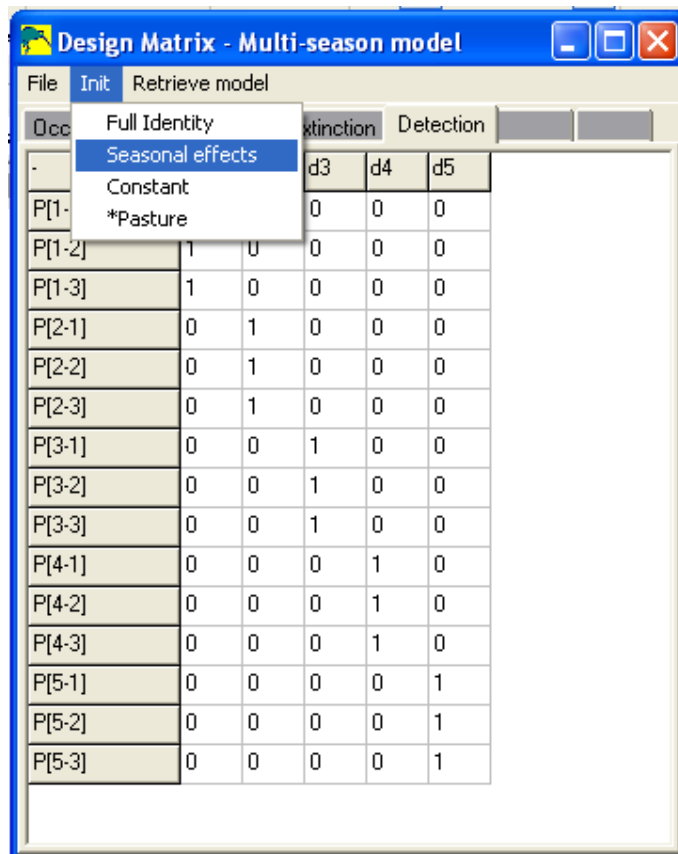 Design Matrix - Multi-season model
File Init Retrieve model
Full Identity
Seasonal effects
Constant
*Pasture
Occ xtinction Detection
- d3 d4 d5
P[1- 0 0 0
P[1-2] 1 0 0 0 0
P[1-3] 1 0 0 0 0
P[2-1] 0 1 0 0 0
P[2-2] 0 1 0 0 0
P[2-3] 0 1 0 0 0
P[3-1] 0 0 1 0 0
P[3-2] 0 0 1 0 0
P[3-3] 0 0 1 0 0
P[4-1] 0 0 0 1 0
P[4-2] 0 0 0 1 0
P[4-3] 0 0 0 1 0
P[5-1] 0 0 0 0 1
P[5-2] 0 0 0 0 1
P[5-3] 0 0 0 0 1